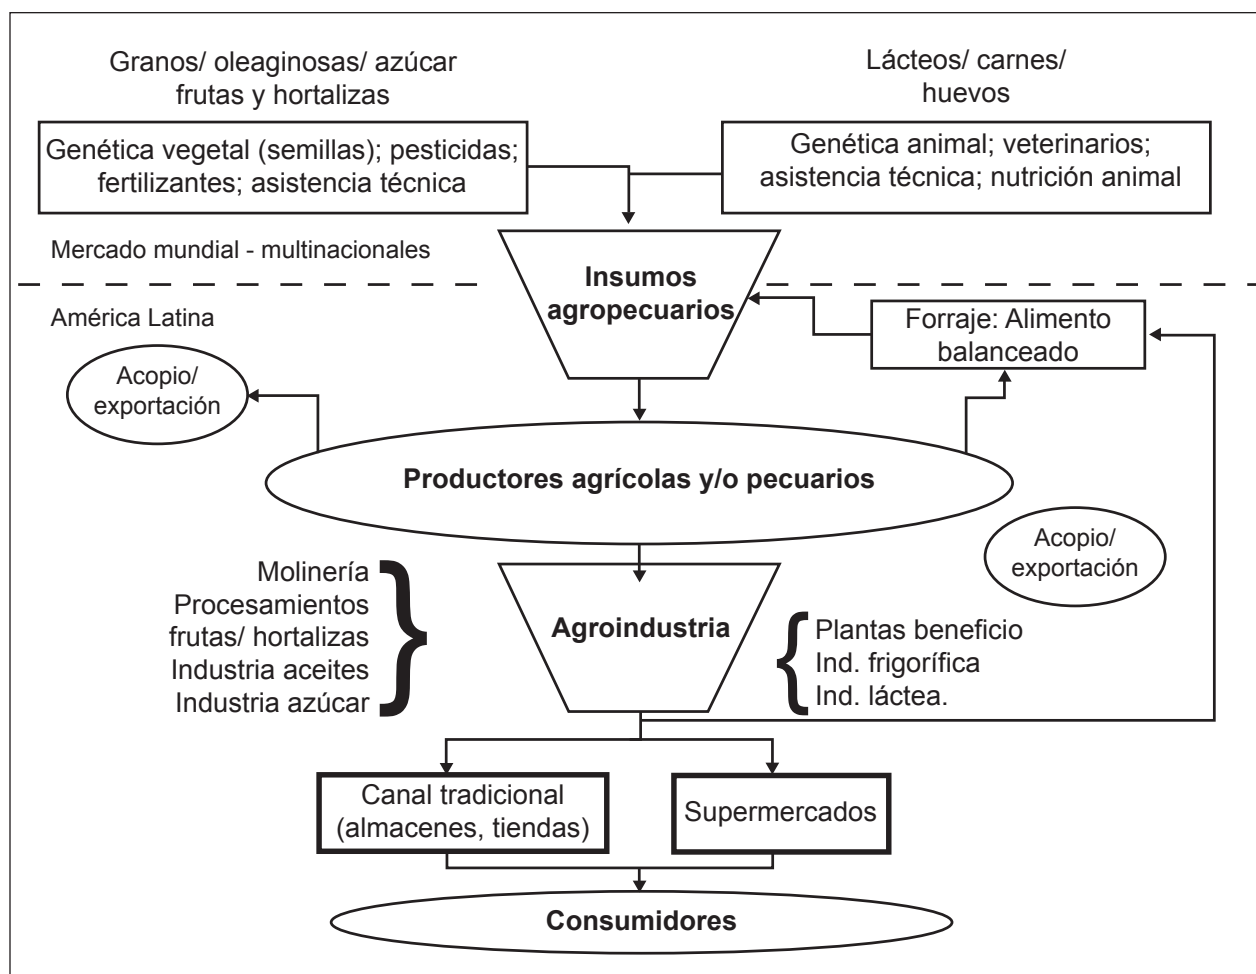 Granos/ oleaginosas/ azúcar
frutas y hortalizas
Lácteos/ carnes/
huevos
Genética vegetal (semillas); pesticidas;
fertilizantes; asistencia técnica
Genética animal; veterinarios;
asistencia técnica; nutrición animal
Mercado mundial - multinacionales
Insumos
agropecuarios
América Latina
Forraje: Alimento
balanceado
Acopio/
exportación
Productores agrícolas y/o pecuarios
Acopio/
exportación
Molinería
Procesamientos
frutas/ hortalizas
Industria aceites
Industria azúcar
Agroindustria
Plantas beneficio
Ind. frigorífica
Ind. láctea.
Canal tradicional
(almacenes, tiendas)
Supermercados
Consumidores